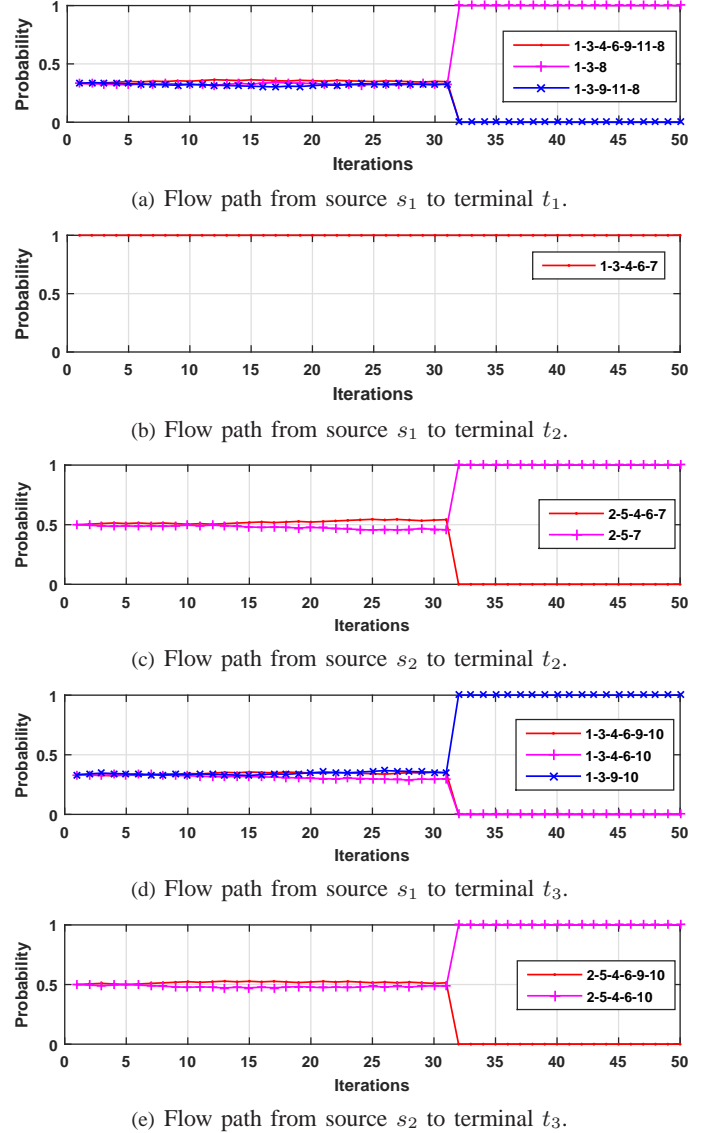 1
0.5
0
Probability
0 5 10 15 20 25 30 35 40 45 50
Iterations
1-3-4-6-9-11-8
1-3-8
1-3-9-11-8
(a) Flow path from source s1 to terminal t1.
1
0.5
0
Probability
0 5 10 15 20 25 30 35 40 45 50
Iterations
1-3-4-6-7
(b) Flow path from source s1 to terminal t2.
1
0.5
0
Probability
0 5 10 15 20 25 30 35 40 45 50
Iterations
2-5-4-6-7
2-5-7
(c) Flow path from source s2 to terminal t2.
1
0.5
0
Probability
0 5 10 15 20 25 30 35 40 45 50
Iterations
1-3-4-6-9-10
1-3-4-6-10
1-3-9-10
(d) Flow path from source s1 to terminal t3.
1
0.5
0
Probability
0 5 10 15 20 25 30 35 40 45 50
Iterations
2-5-4-6-9-10
2-5-4-6-10
(e) Flow path from source s2 to terminal t3.